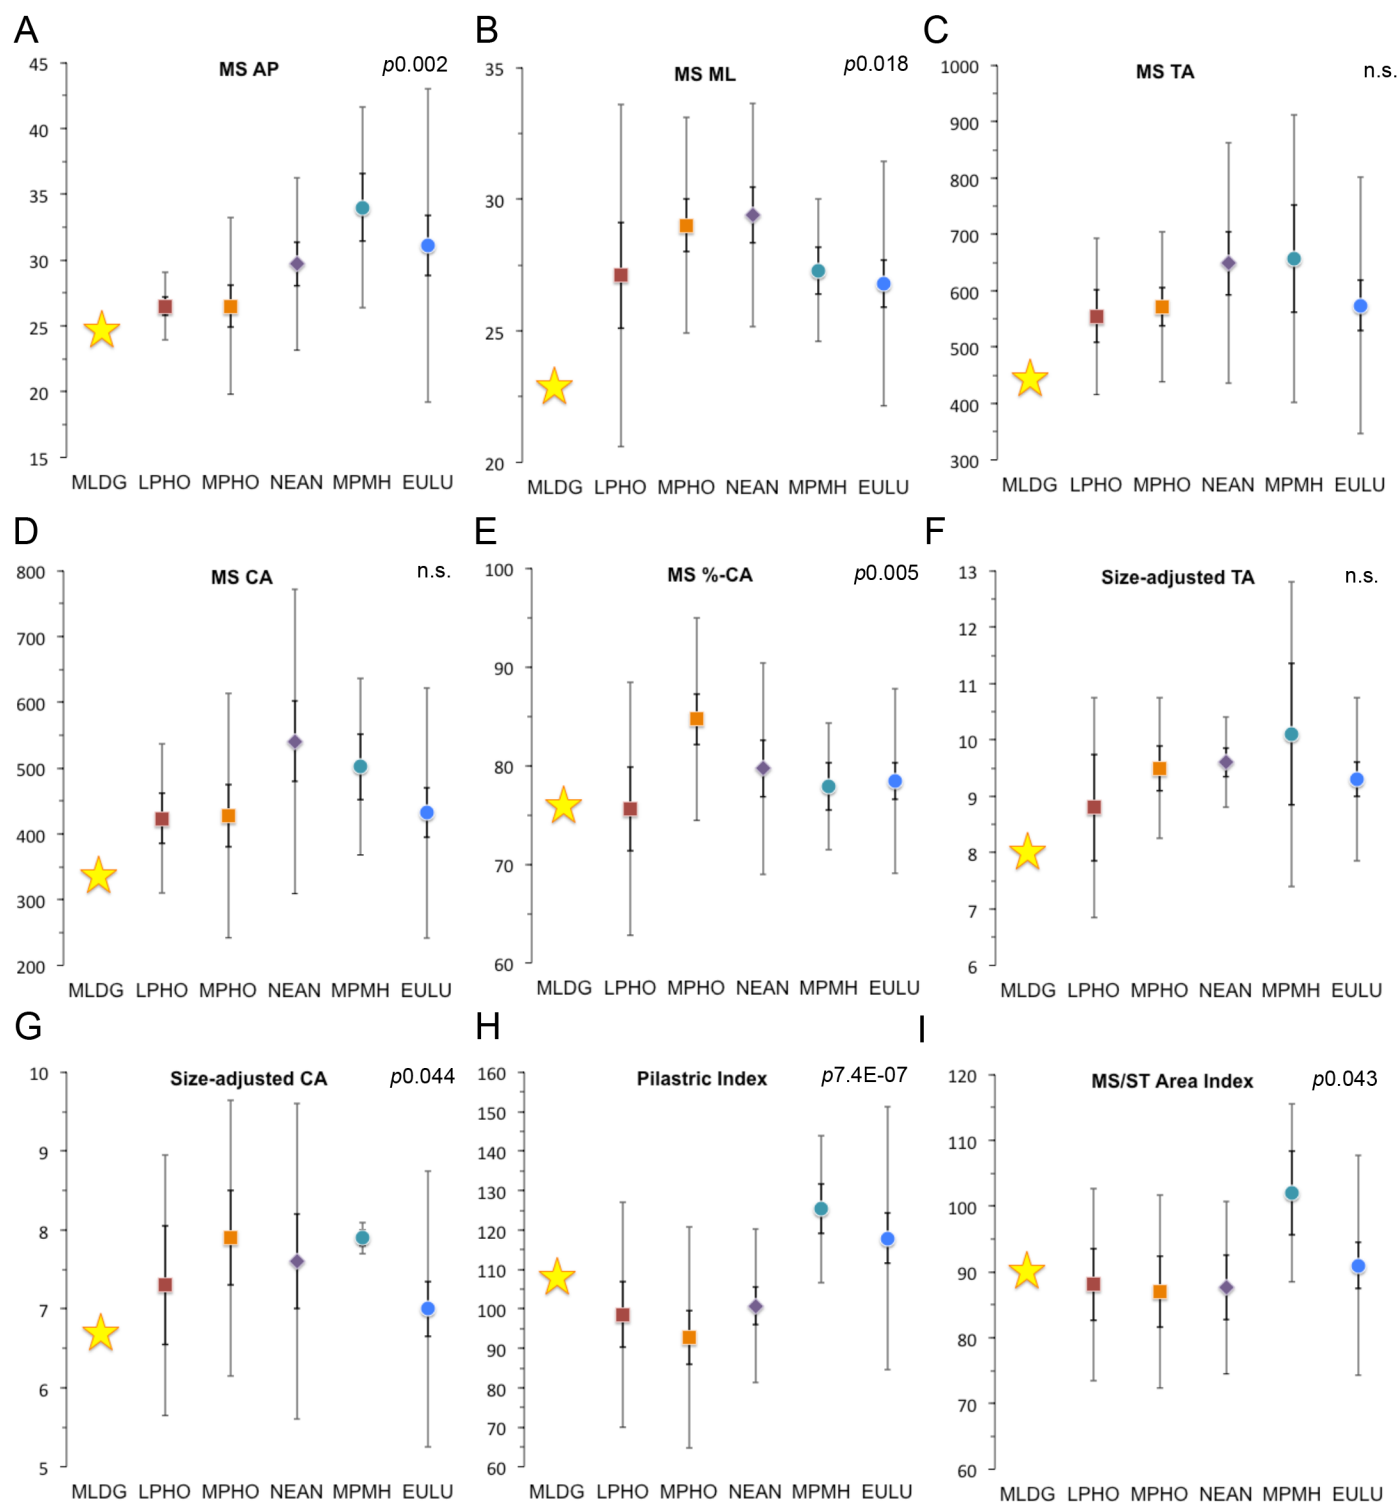 A
MS AP
p0.002
45
40
35
30
25
20
15
MLDG LPHO MPHO NEAN MPMH EULU
B
MS ML
p0.018
35
30
25
20
MLDG LPHO MPHO NEAN MPMH EULU
C
MS TA
n.s.
1000
900
800
700
600
500
400
300
MLDG LPHO MPHO NEAN MPMH EULU
D
MS CA
n.s.
800
700
600
500
400
300
200
MLDG LPHO MPHO NEAN MPMH EULU
E
MS %-CA
p0.005
100
90
80
70
60
MLDG LPHO MPHO NEAN MPMH EULU
F
Size-adjusted TA
n.s.
13
12
11
10
9
8
7
6
MLDG LPHO MPHO NEAN MPMH EULU
G
Size-adjusted CA
p0.044
10
9
8
7
6
5
MLDG LPHO MPHO NEAN MPMH EULU
H
Pilastric Index
p7.4E-07
160
150
140
130
120
110
100
90
80
70
60
MLDG LPHO MPHO NEAN MPMH EULU
I
MS/ST Area Index
p0.043
120
110
100
90
80
70
60
MLDG LPHO MPHO NEAN MPMH EULU